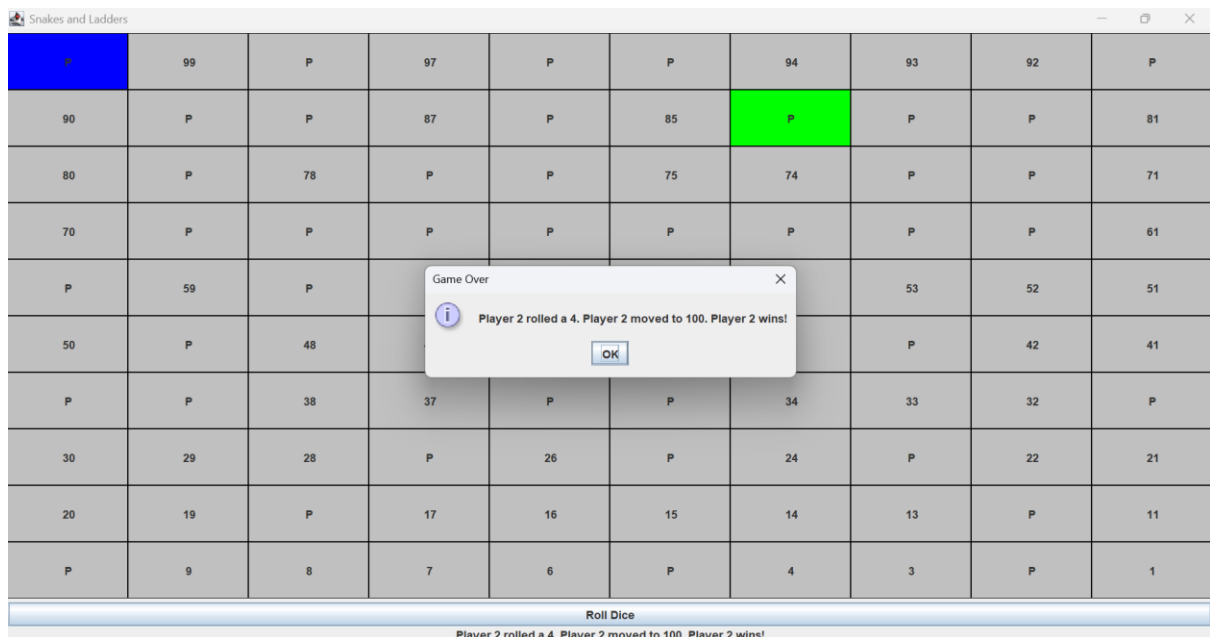 Snakes and Ladders
P 99 P 97 P P 94 93 92 P
90 P P 87 P 85 P P P 81
80 P 78 P P 75 74 P P 71
70 P P P P P P P P 61
P 59 P 53 52 51
Game Over
Player 2 rolled a 4. Player 2 moved to 100. Player 2 wins!
OK
50 P 48 P 42 41
P P 38 37 P P 34 33 32 P
30 29 28 P 26 P 24 P 22 21
20 19 P 17 16 15 14 13 P 11
P 9 8 7 6 P 4 3 P 1
Roll Dice
Player 2 rolled a 4. Player 2 moved to 100. Player 2 wins!